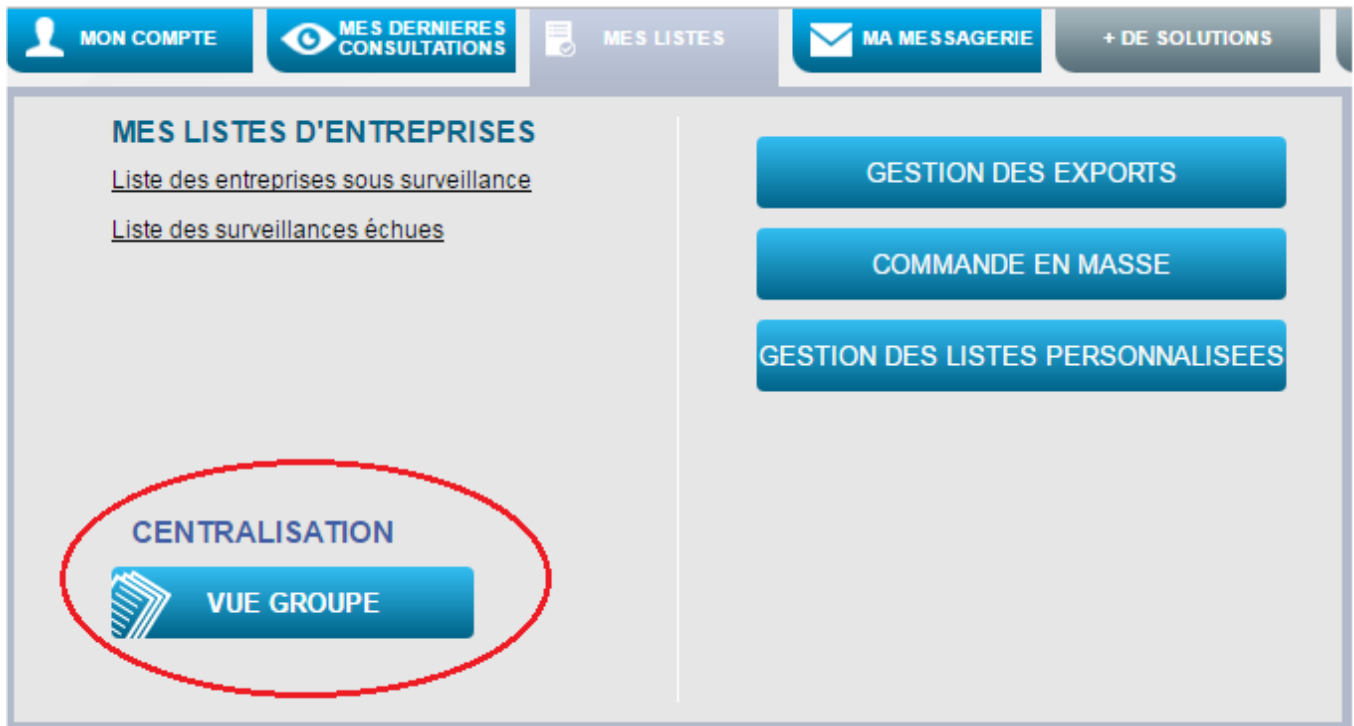 MON COMPTE
MES DERNIERES
CONSULTATIONS
MES LISTES
MA MESSAGERIE
+ DE SOLUTIONS
MES LISTES D'ENTREPRISES
Liste des entreprises sous surveillance
Liste des surveillances échues
GESTION DES EXPORTS
COMMANDE EN MASSE
GESTION DES LISTES PERSONNALISEES
CENTRALISATION
VUE GROUPE